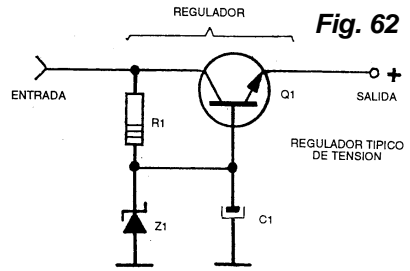 REGULADOR
Fig. 62
ENTRADA
R1
Q1
+
SALIDA
REGULADOR TIPICO
DE TENSION
Z1
C1